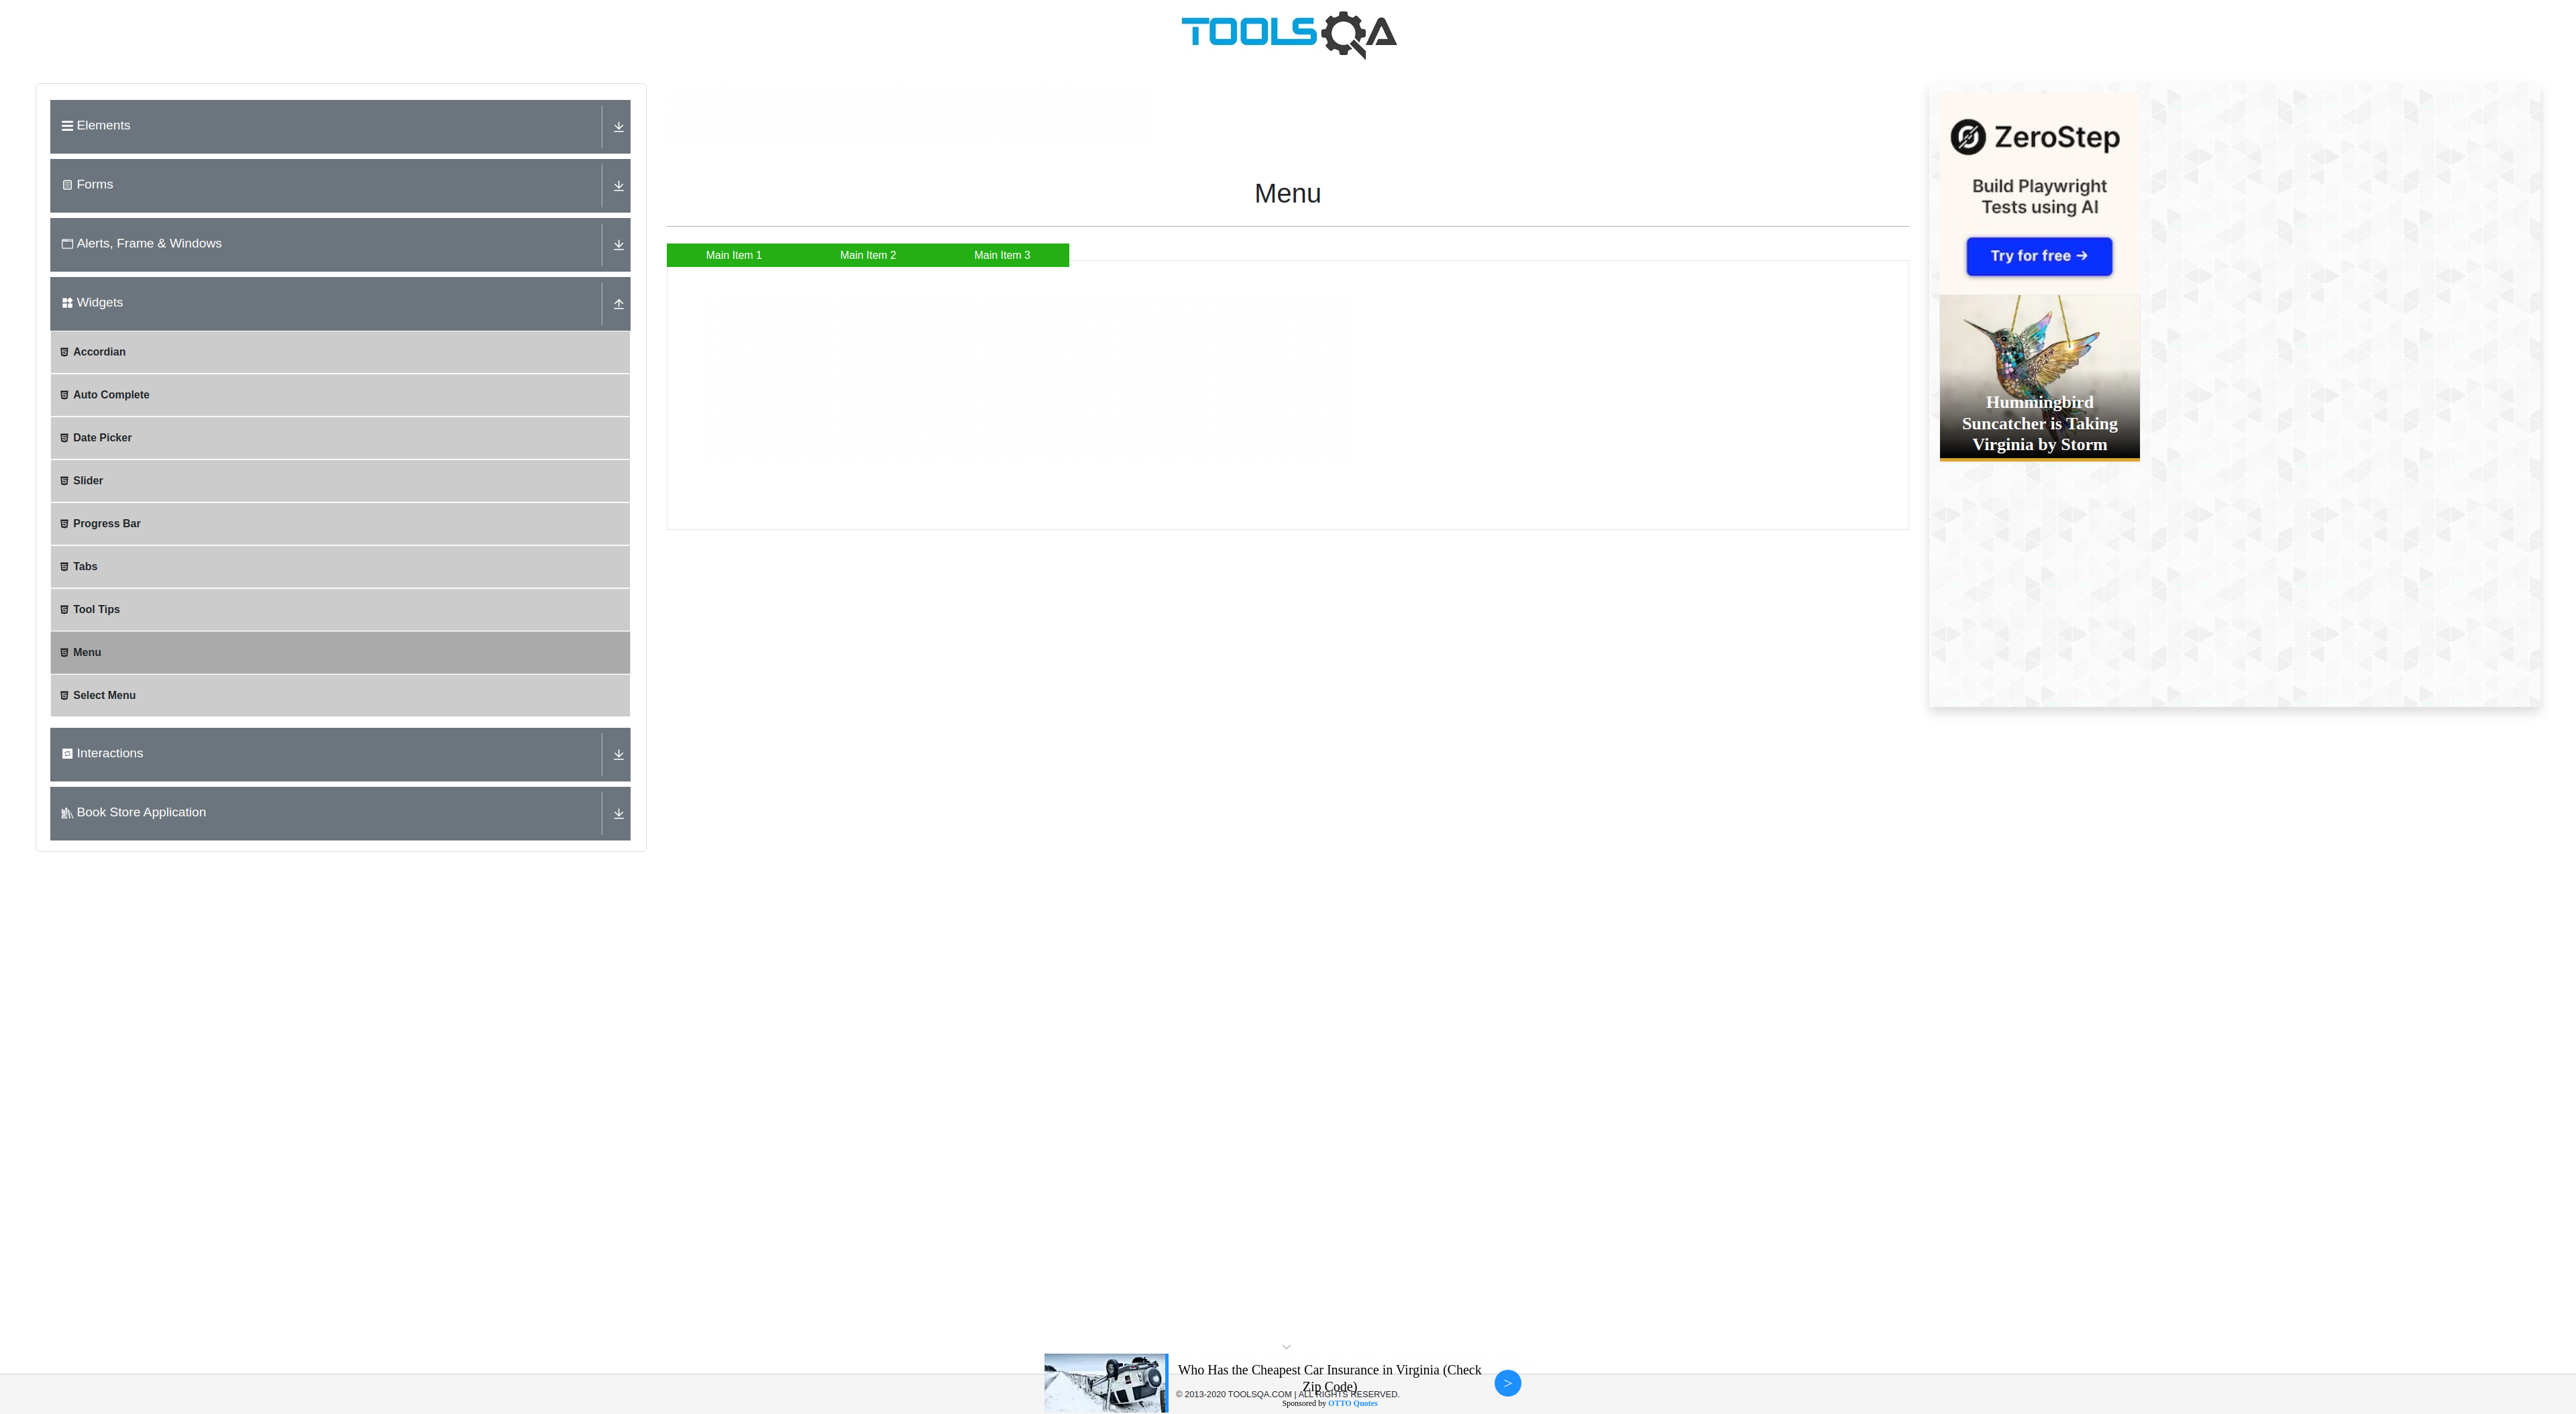 TOOLSQA
Elements
Forms
Alerts, Frame & Windows
Widgets
Accordian
Auto Complete
Date Picker
Slider
Progress Bar
Tabs
Tool Tips
Menu
Select Menu
Interactions
Book Store Application
Menu
Main Item 1 Main Item 2 Main Item 3
ZeroStep
Build Playwright
Tests using AI
Try for free →
Hummingbird
Suncatcher is Taking
Virginia by Storm
Who Has the Cheapest Car Insurance in Virginia (Check
Zip Code)
© 2013-2020 TOOLSQA.COM | ALL RIGHTS RESERVED.
Sponsored by OTTO Quotes
>